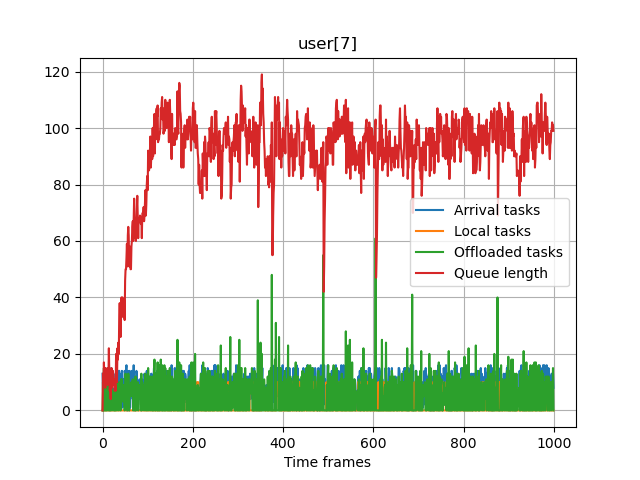 user[7]
120
100
80
60
40
20
0
Arrival tasks
Local tasks
Offloaded tasks
Queue length
0 200 400 600 800 1000
Time frames